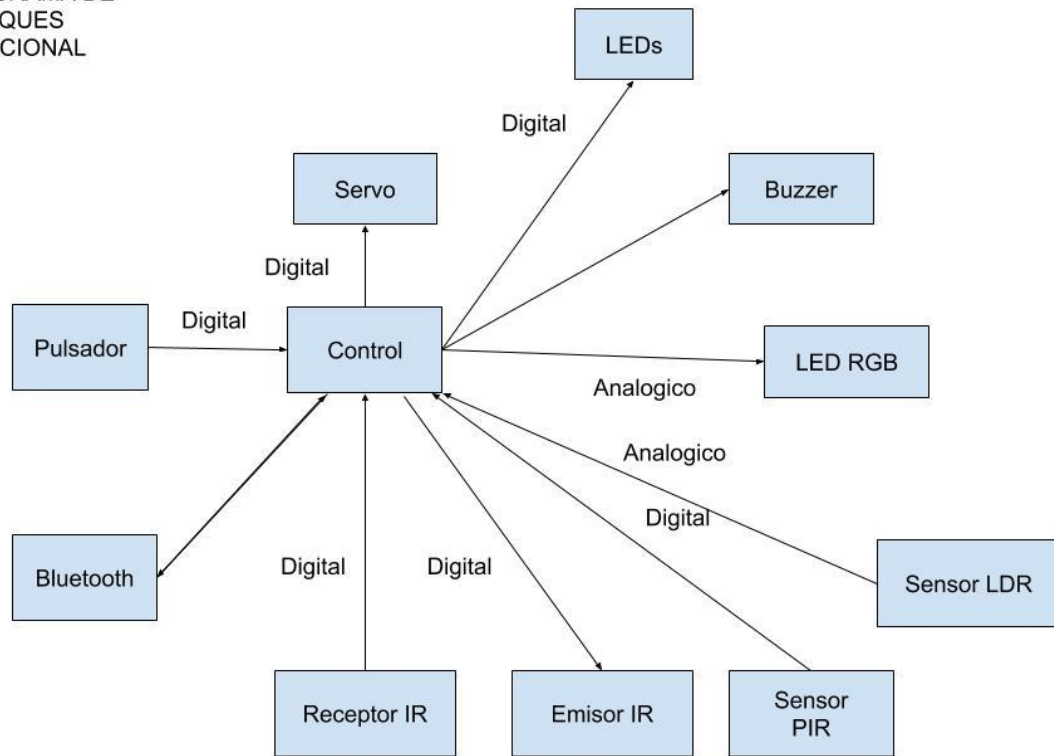 QUES
CIONAL
LEDs
Digital
Servo
Buzzer
Digital
Pulsador
Digital
Control
LED RGB
Analogico
Analogico
Digital
Bluetooth
Digital
Digital
Sensor LDR
Receptor IR
Emisor IR
Sensor
PIR